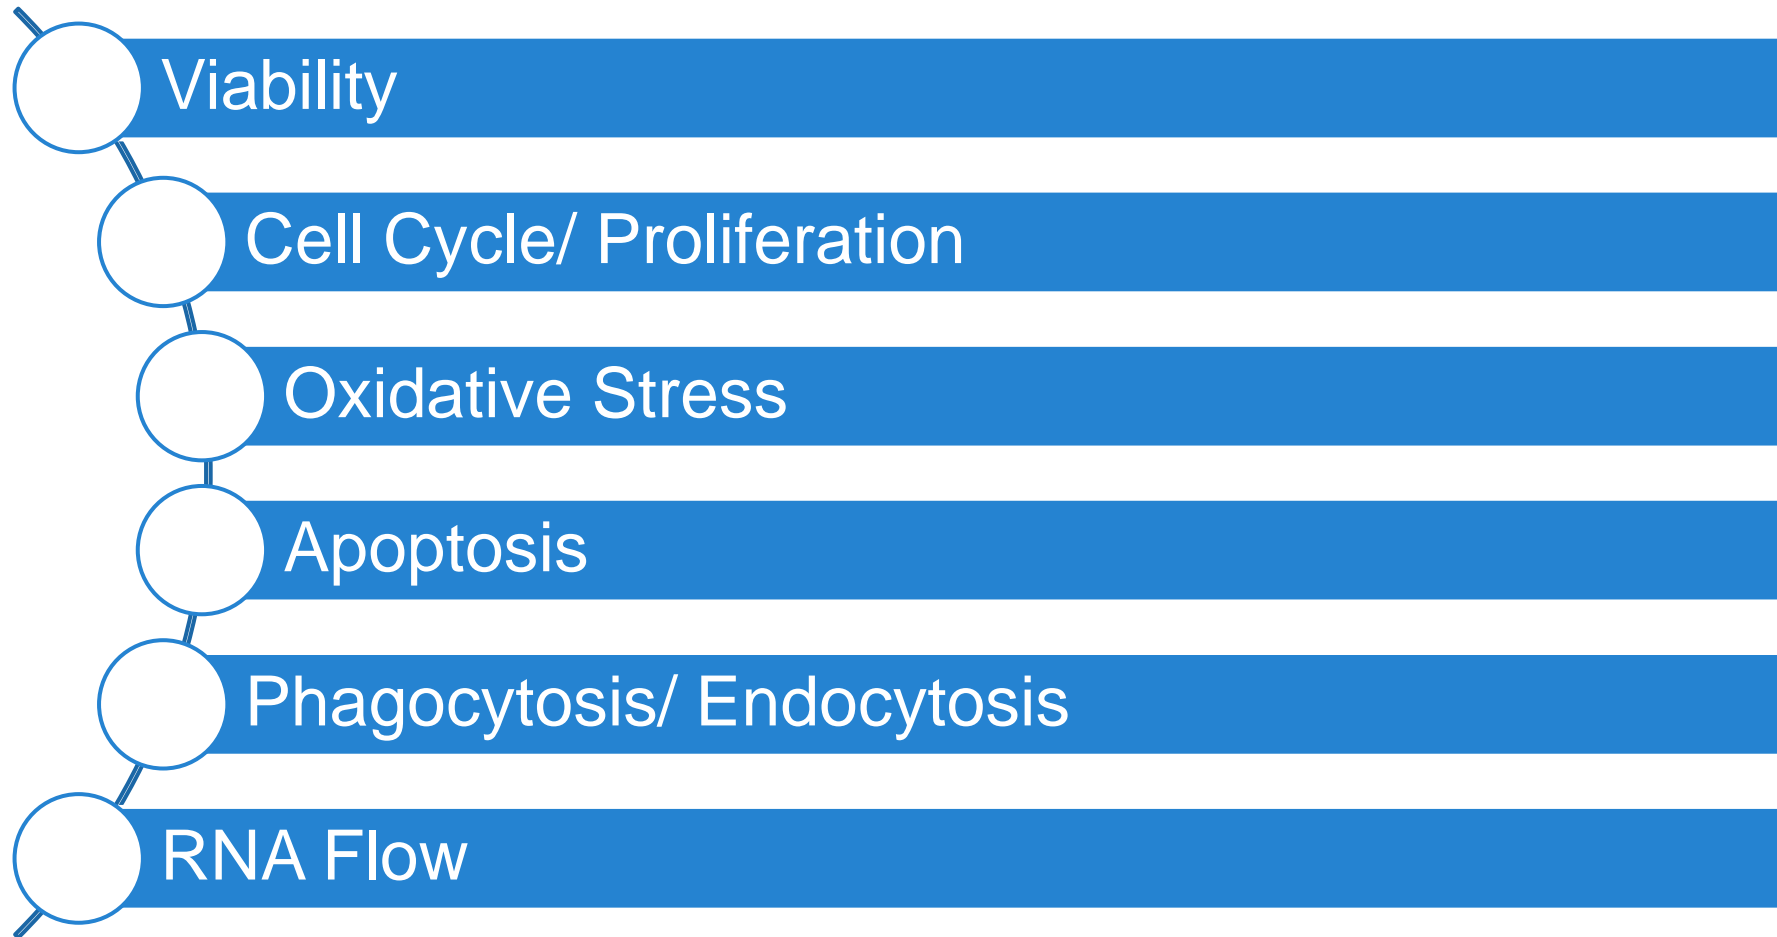 Viability
Cell Cycle/ Proliferation
Oxidative Stress
Apoptosis
Phagocytosis/ Endocytosis
RNA Flow